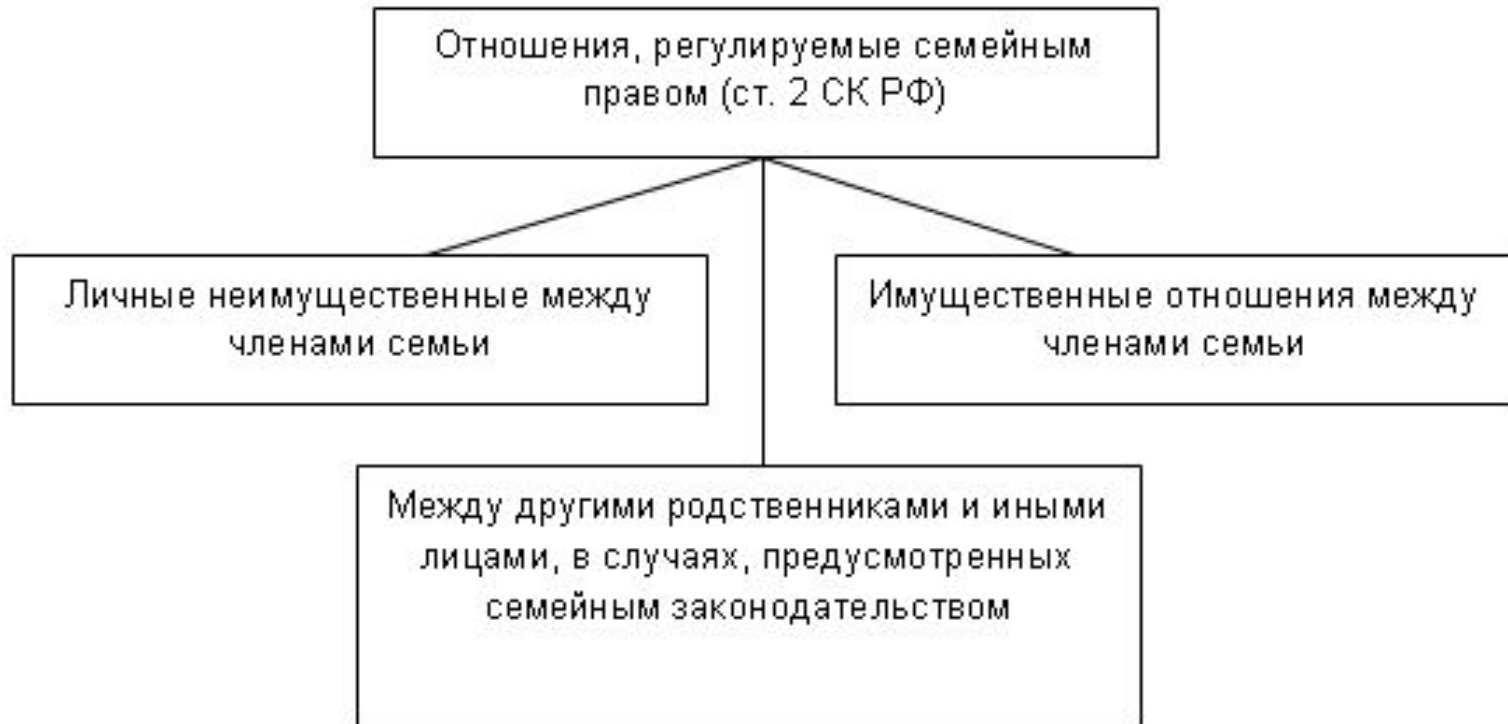 Отношения, регулируемые семейным
правом (ст. 2 СК РФ)
Личные неимущественные между
членами семьи
Имущественные отношения между
членами семьи
Между другими родственниками и иными
лицами, в случаях, предусмотренных
семейным законодательством